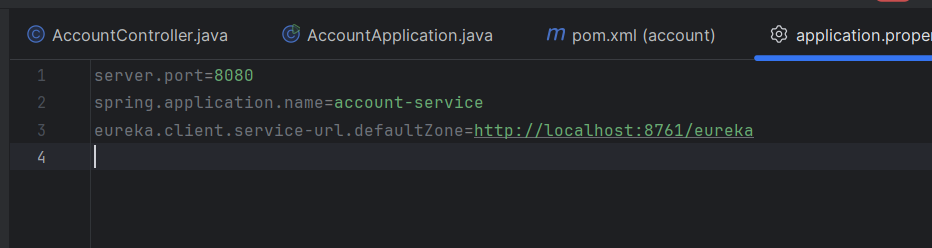 AccountController.java AccountApplication.java pom.xml (account) application.prope
1 server.port=8080
2 spring.application.name=account-service
3 eureka.client.service-url.defaultZone=http://localhost:8761/eureka
4